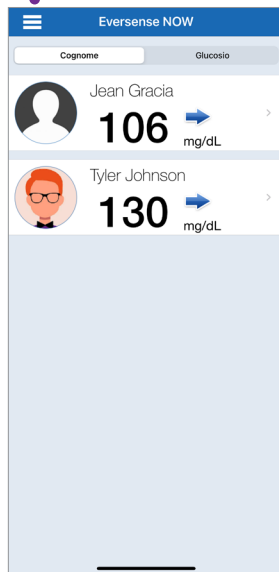 Eversense NOW
Cognome Glucosio
Jean Gracia
106 mg/dL
Tyler Johnson
130 mg/dL